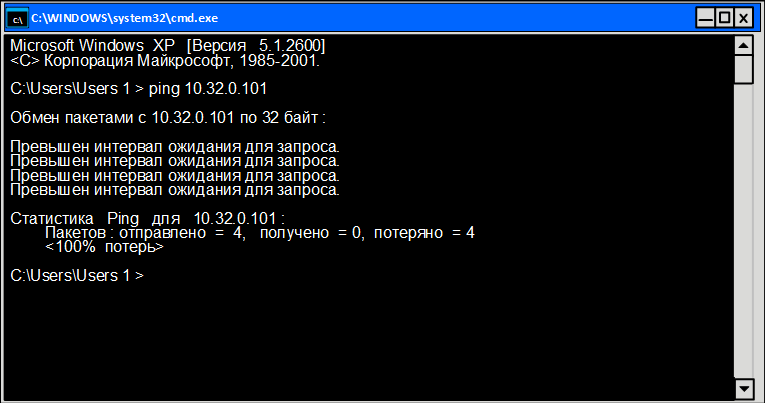 C:\WINDOWS\system32\cmd.exe
Microsoft Windows XP [Версия 5.1.2600]
<C> Корпорация Майкрософт, 1985-2001.
C:\Users\Users 1 > ping 10.32.0.101
Обмен пакетами с 10.32.0.101 по 32 байт :
Превышен интервал ожидания для запроса.
Превышен интервал ожидания для запроса.
Превышен интервал ожидания для запроса.
Превышен интервал ожидания для запроса.
Статистика Ping для 10.32.0.101 :
Пакетов : отправлено = 4, получено = 0, потеряно = 4
<100% потерь>
C:\Users\Users 1 >